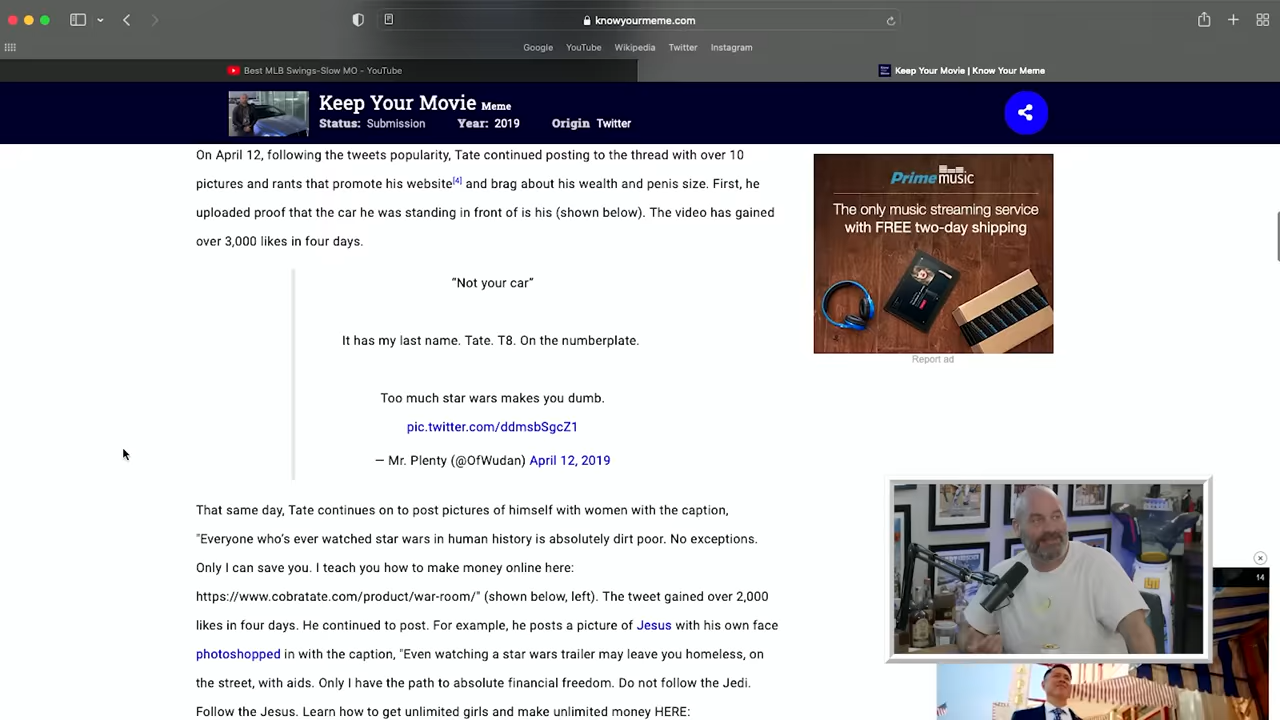 knowyourmeme.com
Google YouTube Wikipedia Twitter Instagram
Best MLB Swings-Slow MO - YouTube
Keep Your Movie | Know Your Meme
Keep Your Movie Meme
Status: Submission Year: 2019 Origin Twitter
On April 12, following the tweets popularity, Tate continued posting to the thread with over 10
pictures and rants that promote his website[4] and brag about his wealth and penis size. First, he
uploaded proof that the car he was standing in front of is his (shown below). The video has gained
over 3,000 likes in four days.
“Not your car”
It has my last name. Tate. T8. On the numberplate.
Too much star wars makes you dumb.
pic.twitter.com/ddmsbSgcZ1
— Mr. Plenty (@OfWudan) April 12, 2019
That same day, Tate continues on to post pictures of himself with women with the caption,
"Everyone who's ever watched star wars in human history is absolutely dirt poor. No exceptions.
Only I can save you. I teach you how to make money online here:
https://www.cobratate.com/product/war-room/" (shown below, left). The tweet gained over 2,000
likes in four days. He continued to post. For example, he posts a picture of Jesus with his own face
photoshopped in with the caption, "Even watching a star wars trailer may leave you homeless, on
the street, with aids. Only I have the path to absolute financial freedom. Do not follow the Jedi.
Follow the Jesus. Learn how to get unlimited girls and make unlimited money HERE:
Prime music
The only music streaming service
with FREE two-day shipping
Report ad
14